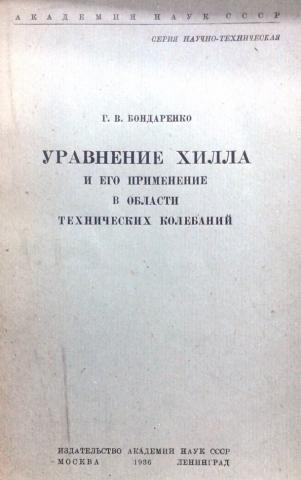 АКАДЕМИЯ НАУК СССР
СЕРИЯ НАУЧНО-ТЕХНИЧЕСКАЯ
Г. В. БОНДАРЕНКО
УРАВНЕНИЕ ХИЛЛА
И ЕГО ПРИМЕНЕНИЕ
В ОБЛАСТИ
ТЕХНИЧЕСКИХ КОЛЕБАНИЙ
ИЗДАТЕЛЬСТВО АКАДЕМИИ НАУК СССР
МОСКВА 1936 ЛЕНИНГРАД